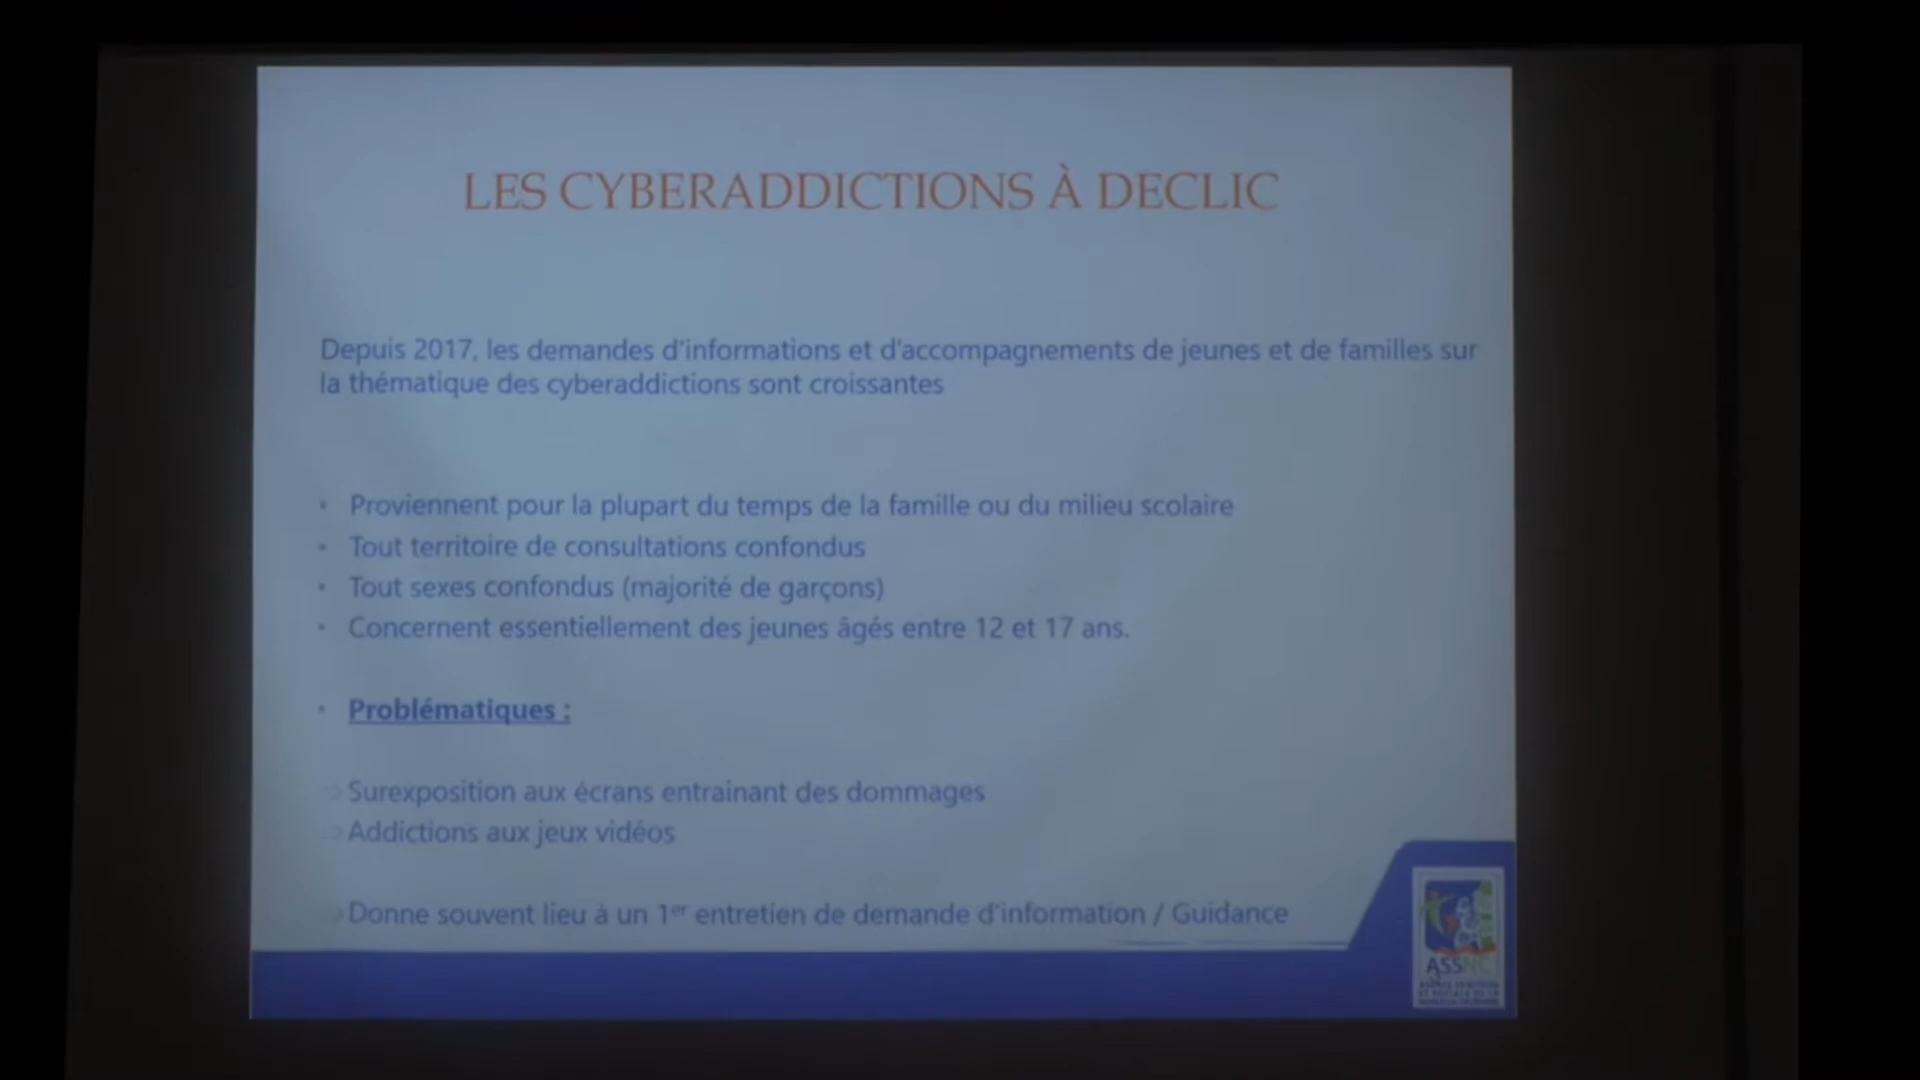 LES CYBERADDICTIONS À DECLIC
Depuis 2017, les demandes d'informations et d'accompagnements de jeunes et de familles sur
la thématique des cyberaddictions sont croissantes
• Proviennent pour la plupart du temps de la famille ou du milieu scolaire
• Tout territoire de consultations confondus
• Tout sexes confondus (majorité de garçons)
• Concernent essentiellement des jeunes âgés entre 12 et 17 ans.
• Problématiques :
Surexposition aux écrans entrainant des dommages
Addictions aux jeux vidéos
Donne souvent lieu à un 1er entretien de demande d'information / Guidance
ASSNC